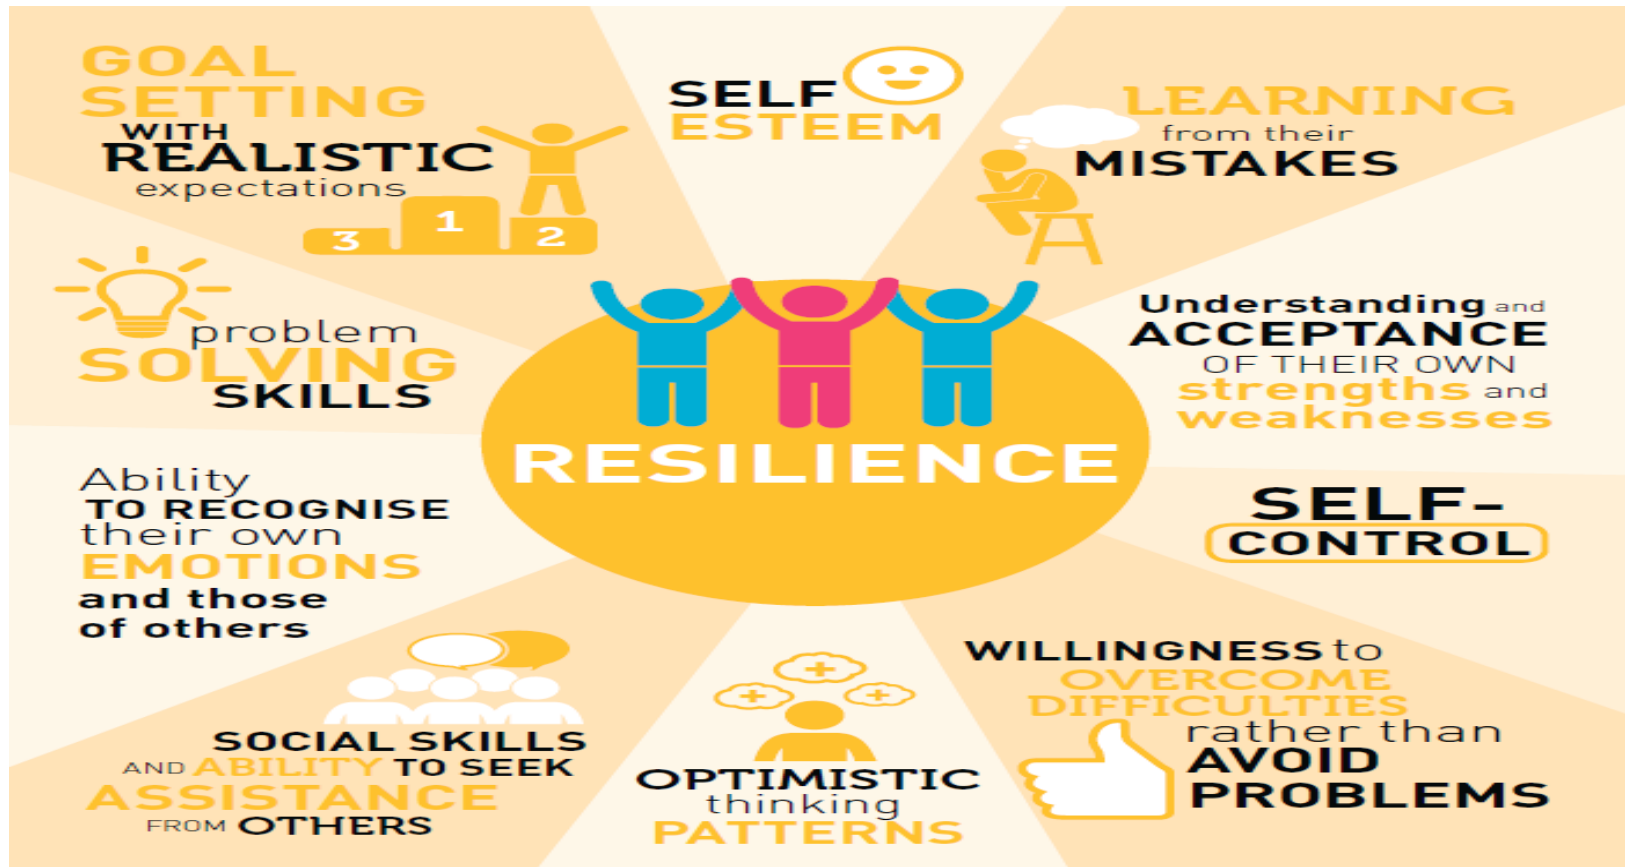 GOAL
SETTING
WITH
REALISTIC
expectations
3 1 2
SELF
ESTEEM
LEARNING
from their
MISTAKES
Understanding and
ACCEPTANCE
OF THEIR OWN
strengths and
weaknesses
SELF-
CONTROL
WILLINGNESS to
OVERCOME
DIFFICULTIES
rather than
AVOID
PROBLEMS
OPTIMISTIC
thinking
PATTERNS
SOCIAL SKILLS
AND ABILITY TO SEEK
ASSISTANCE
FROM OTHERS
Ability
TO RECOGNISE
their own
EMOTIONS
and those
of others
problem
SOLVING
SKILLS
RESILIENCE